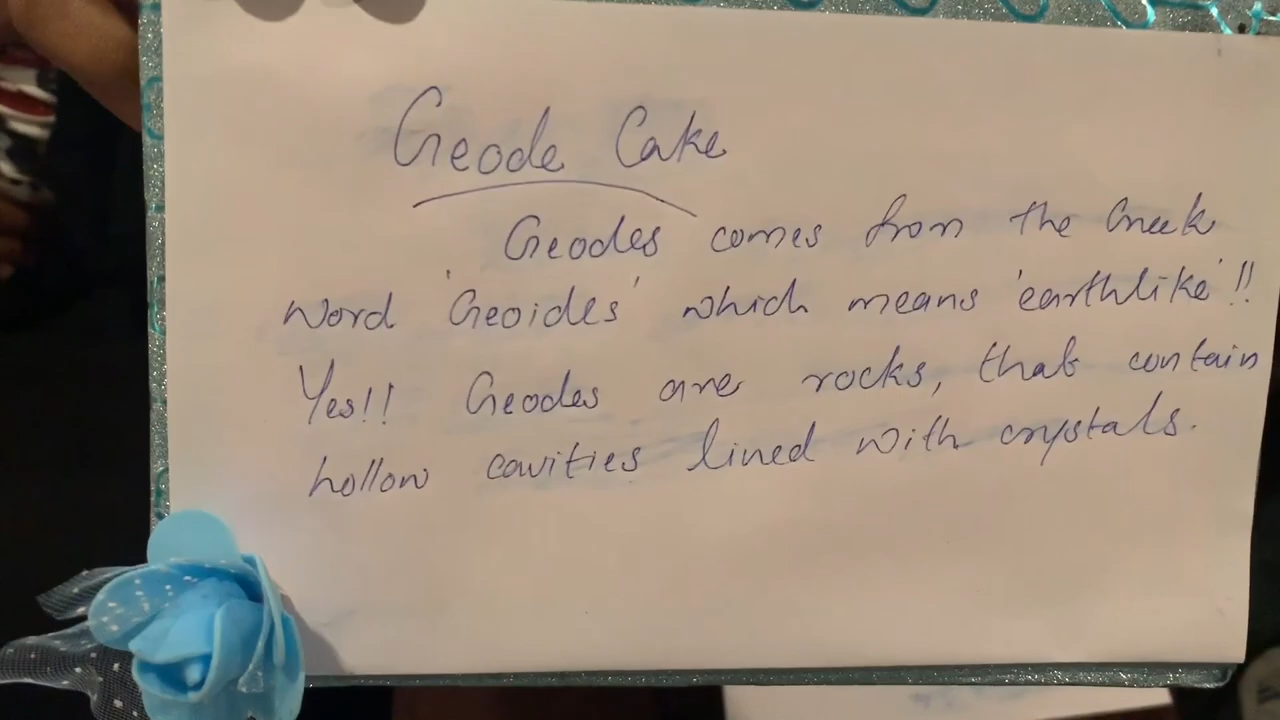 Geode Cake
Geodes comes from the Greek
word 'Geoides' which means 'earthlike'!!
Yes!! Geodes are rocks, that contain
hollow cavities lined with crystals.